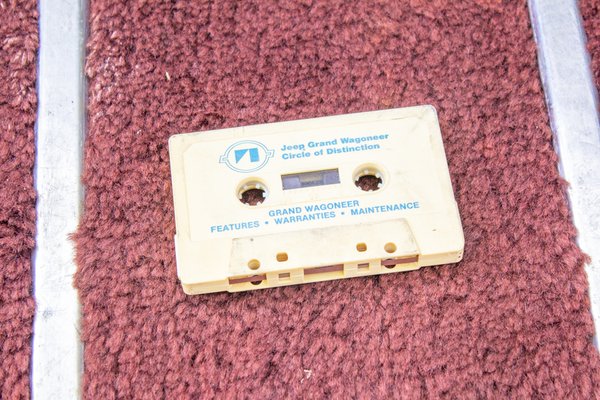 Jeep Grand Wagoneer
Circle of Distinction
GRAND WAGONEER
FEATURES • WARRANTIES • MAINTENANCE